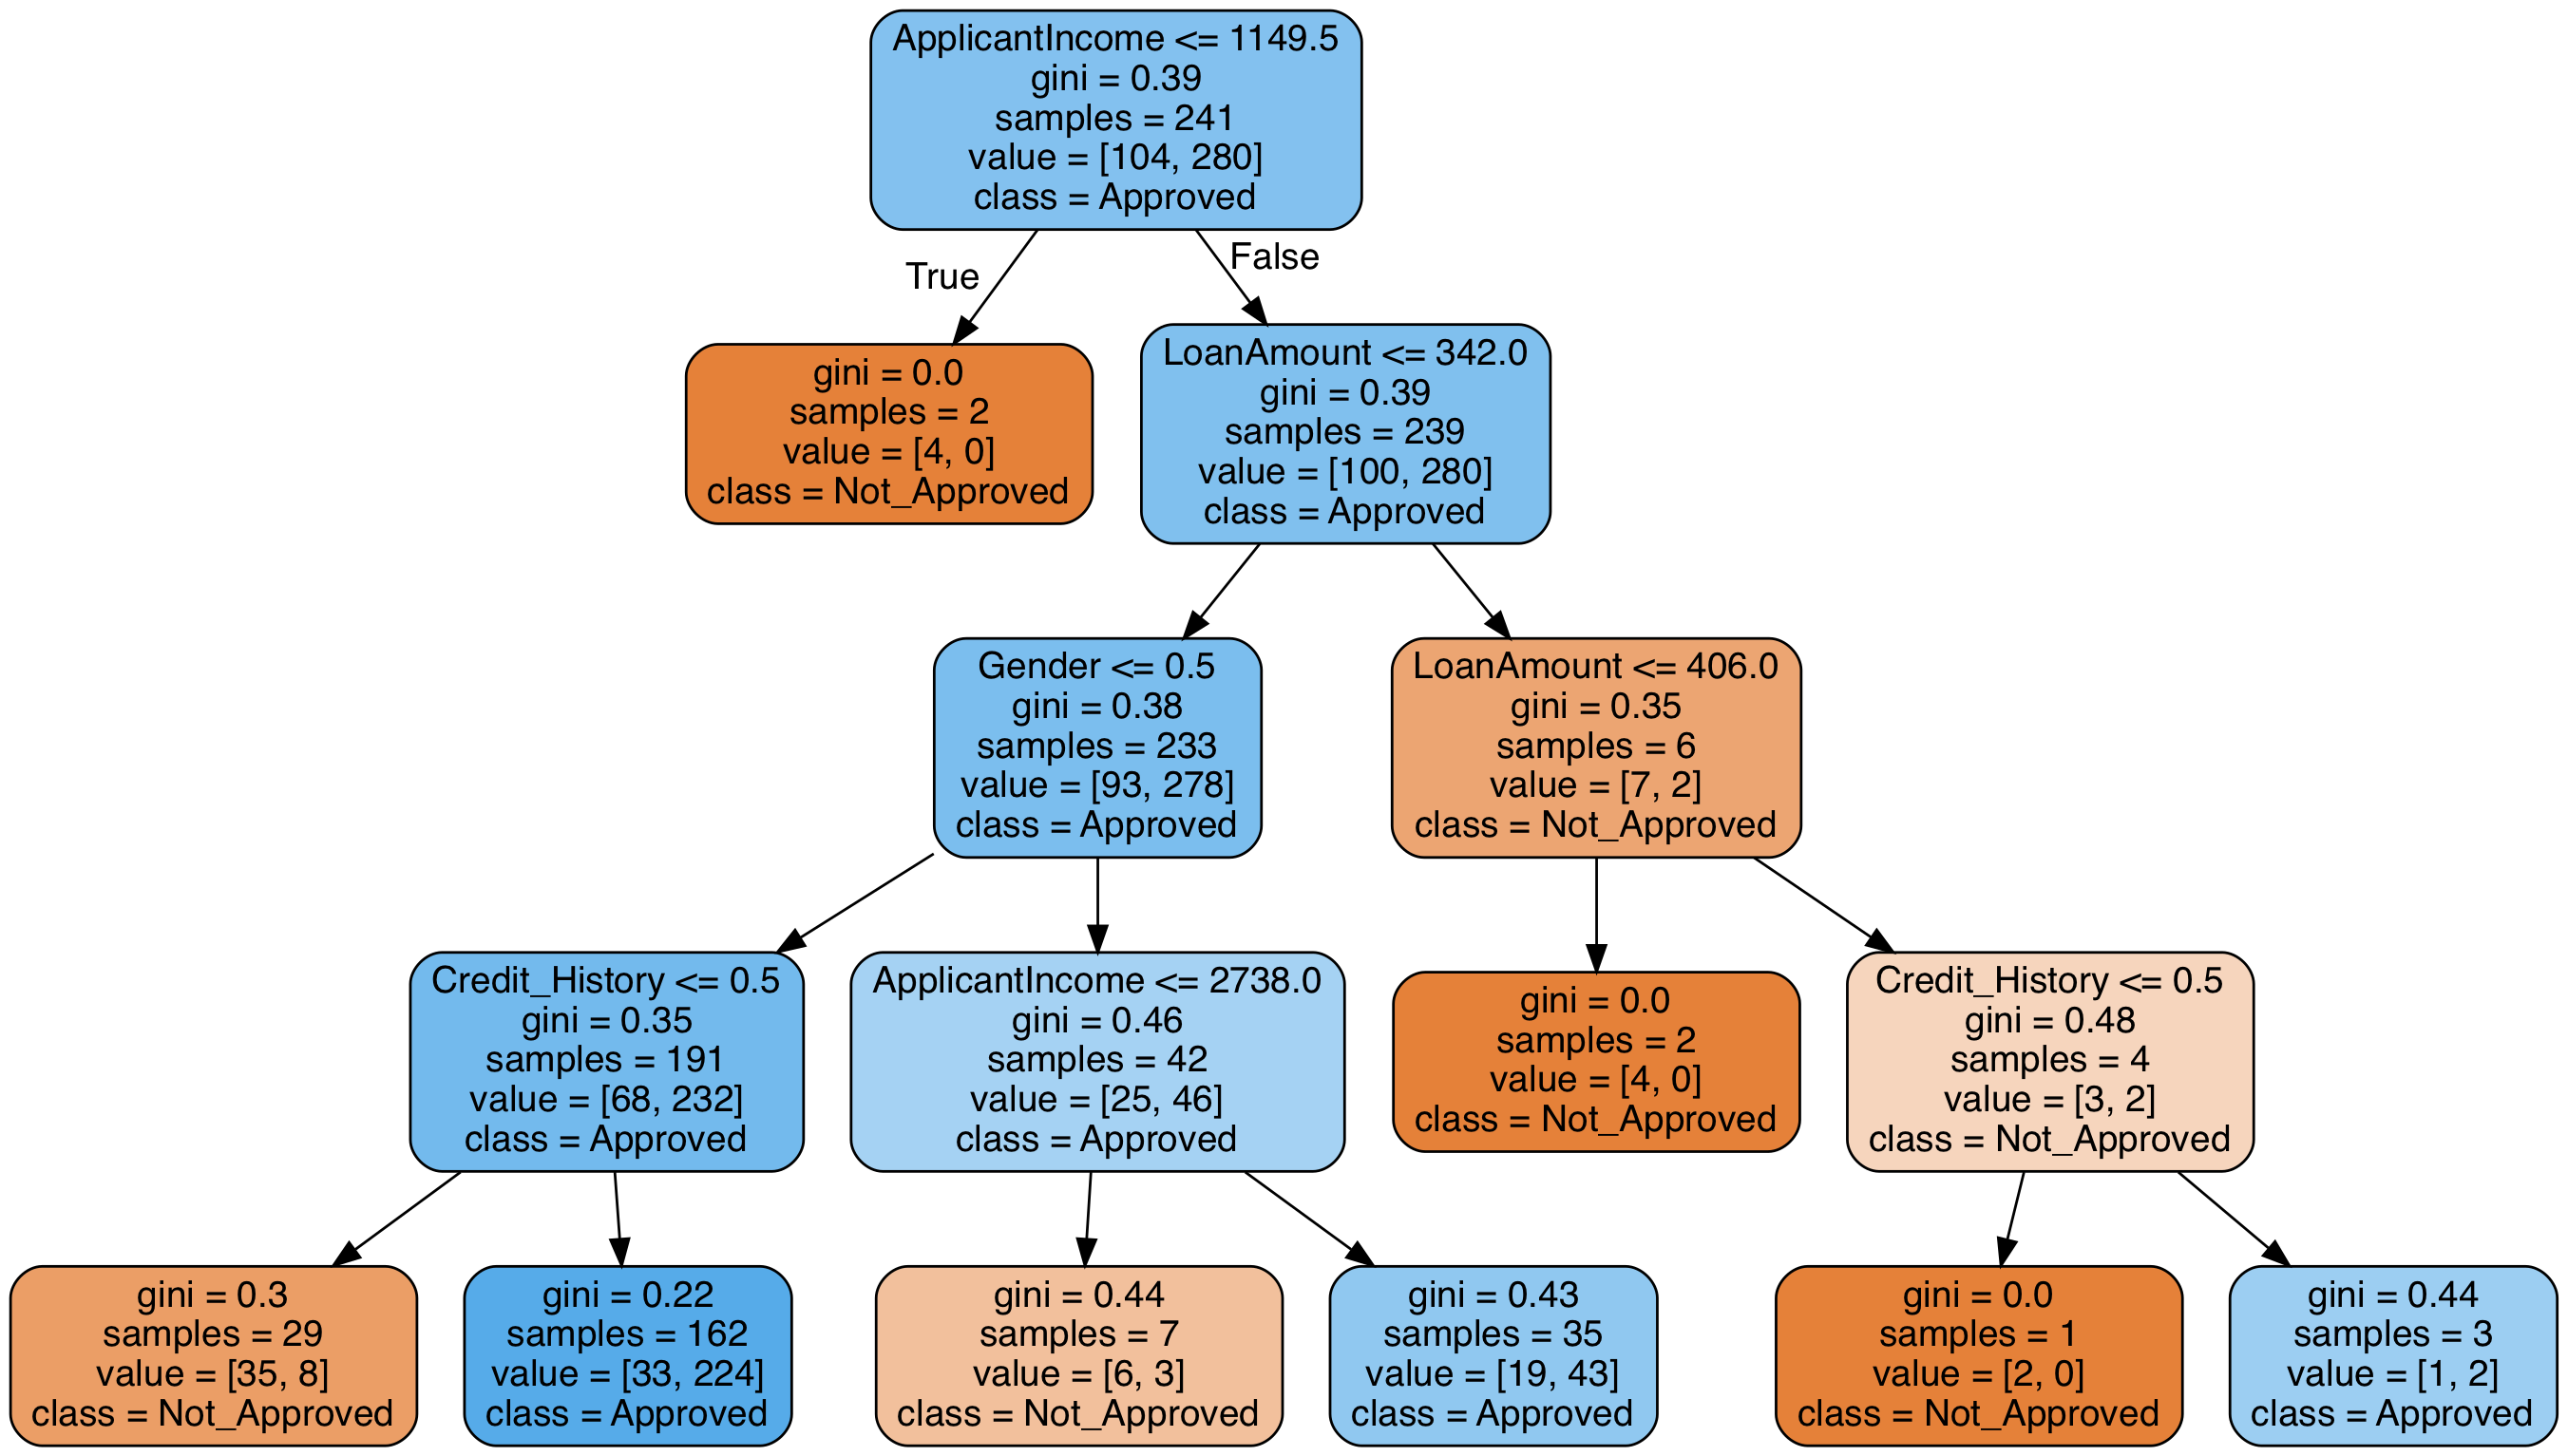 ApplicantIncome <= 1149.5
gini = 0.39
samples = 241
value = [104, 280]
class = Approved
True
False
gini = 0.0
samples = 2
value = [4, 0]
class = Not_Approved
LoanAmount <= 342.0
gini = 0.39
samples = 239
value = [100, 280]
class = Approved
Gender <= 0.5
gini = 0.38
samples = 233
value = [93, 278]
class = Approved
LoanAmount <= 406.0
gini = 0.35
samples = 6
value = [7, 2]
class = Not_Approved
Credit_History <= 0.5
gini = 0.35
samples = 191
value = [68, 232]
class = Approved
ApplicantIncome <= 2738.0
gini = 0.46
samples = 42
value = [25, 46]
class = Approved
gini = 0.0
samples = 2
value = [4, 0]
class = Not_Approved
Credit_History <= 0.5
gini = 0.48
samples = 4
value = [3, 2]
class = Not_Approved
gini = 0.3
samples = 29
value = [35, 8]
class = Not_Approved
gini = 0.22
samples = 162
value = [33, 224]
class = Approved
gini = 0.44
samples = 7
value = [6, 3]
class = Not_Approved
gini = 0.43
samples = 35
value = [19, 43]
class = Approved
gini = 0.0
samples = 1
value = [2, 0]
class = Not_Approved
gini = 0.44
samples = 3
value = [1, 2]
class = Approved